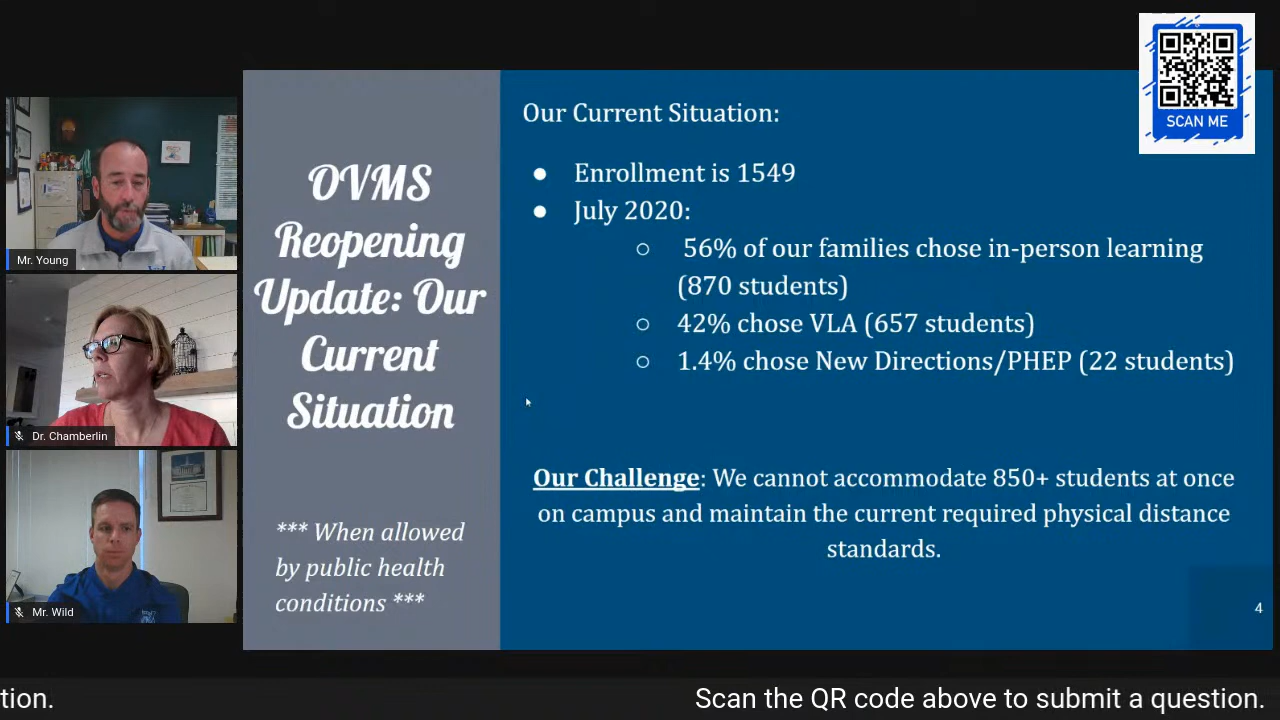 SCAN ME
Mr. Young
Dr. Chamberlin
Mr. Wild
OVMS
Reopening
Update: Our
Current
Situation
*** When allowed
by public health
conditions ***
Our Current Situation:
● Enrollment is 1549
● July 2020:
○ 56% of our families chose in-person learning
(870 students)
○ 42% chose VLA (657 students)
○ 1.4% chose New Directions/PHEP (22 students)
Our Challenge: We cannot accommodate 850+ students at once
on campus and maintain the current required physical distance
standards.
4
tion. Scan the QR code above to submit a question.